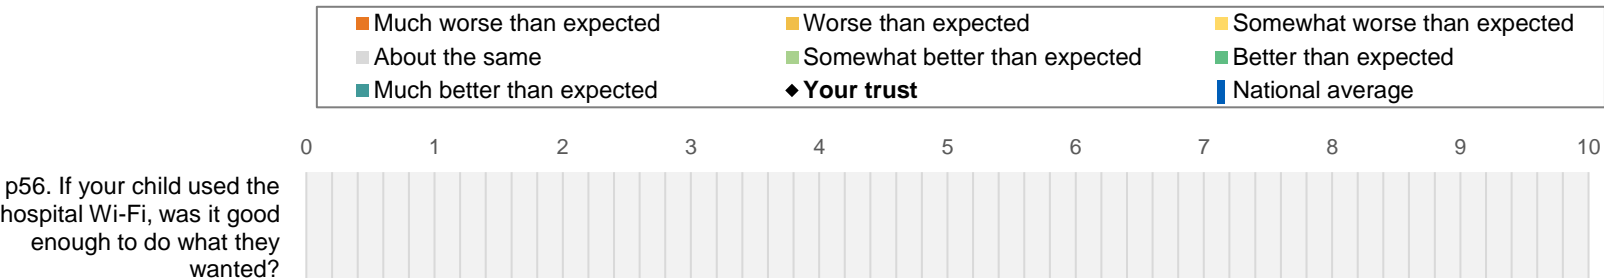 Much worse than expected Worse than expected Somewhat worse than expected
About the same Somewhat better than expected Better than expected
Much better than expected Your trust National average
0 1 2 3 4 5 6 7 8 9 10
p56. If your child used the
hospital Wi-Fi, was it good
enough to do what they
wanted?